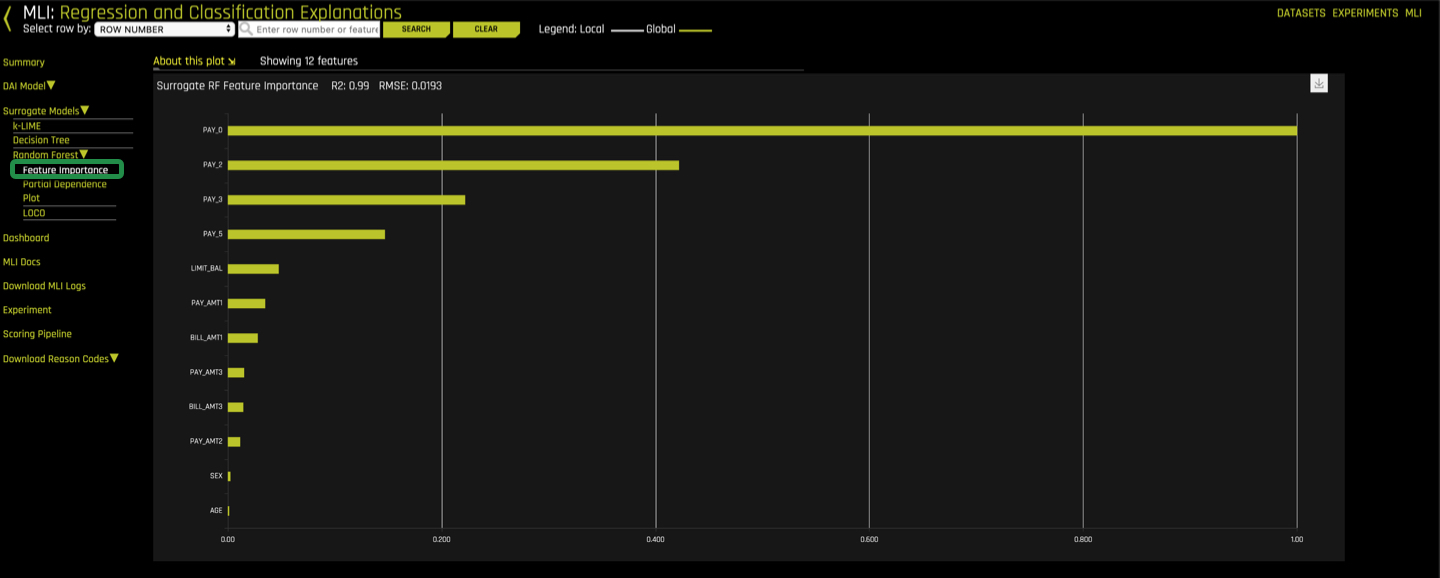 MLI: Regression and Classification Explanations
DATASETS EXPERIMENTS MLI
Select row by: ROW NUMBER Enter row number or feature SEARCH CLEAR Legend: Local Global
Summary
DAI Model
Surrogate Models
k-LIME
Decision Tree
Random Forest
Feature Importance
Partial Dependence
Plot
LOCO
Dashboard
MLI Docs
Download MLI Logs
Experiment
Scoring Pipeline
Download Reason Codes
About this plot Showing 12 features
Surrogate RF Feature Importance R2: 0.99 RMSE: 0.0193
PAY_0
PAY_2
PAY_3
PAY_5
LIMIT_BAL
PAY_AMT1
BILL_AMT1
PAY_AMT3
BILL_AMT3
PAY_AMT2
SEX
AGE
0.00 0.200 0.400 0.600 0.800 1.00